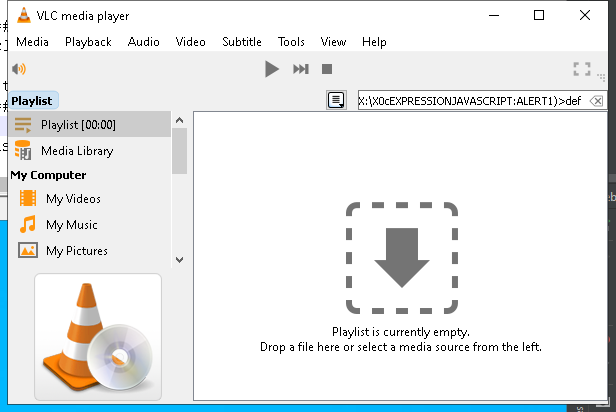 VLC media player
Media Playback Audio Video Subtitle Tools View Help
Playlist
X:\X0cEXPRESSIONJAVASCRIPT:ALERT1)>def
Playlist [00:00]
Media Library
My Computer
My Videos
My Music
My Pictures
Playlist is currently empty.
Drop a file here or select a media source from the left.